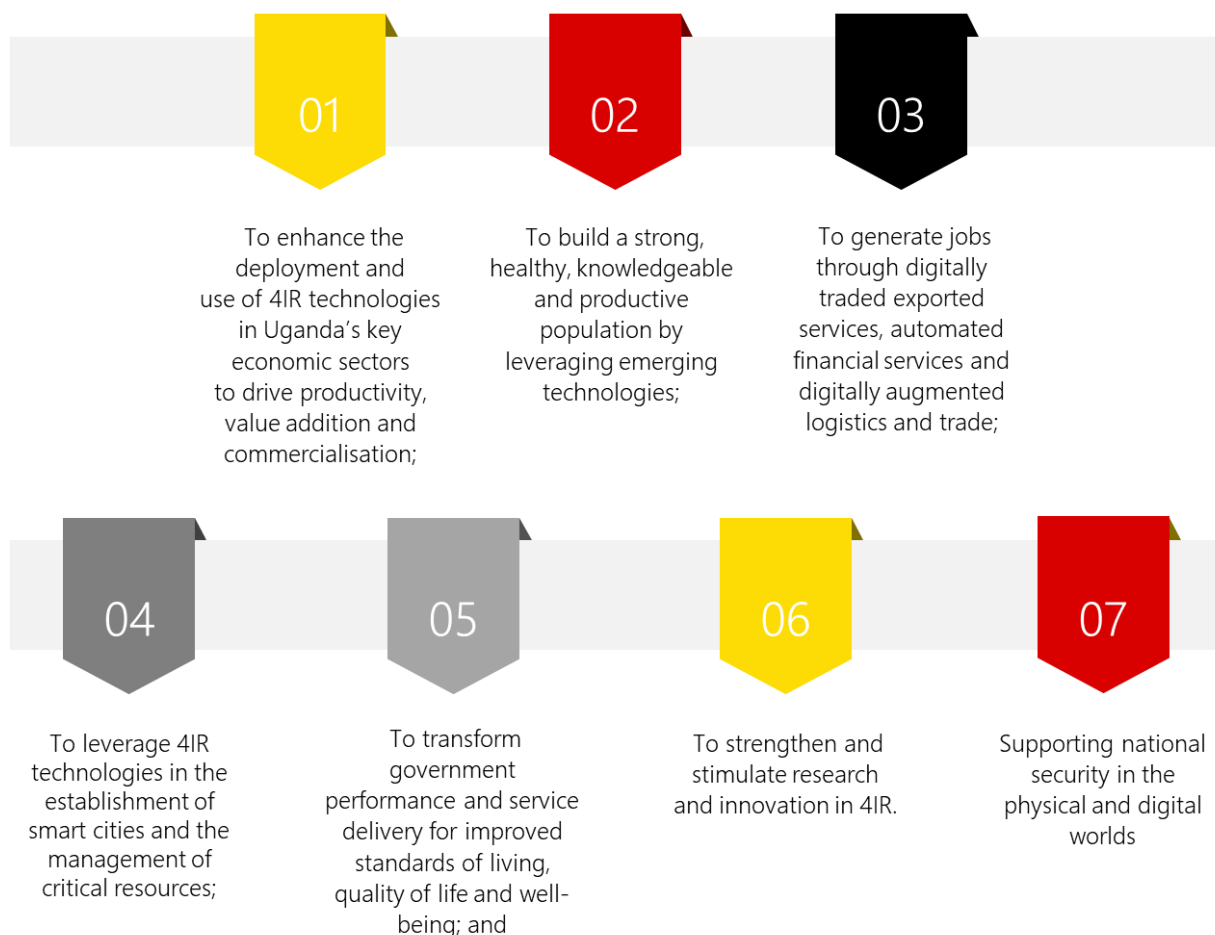 01
To enhance the
deployment and
use of 4IR technologies
in Uganda’s key
economic sectors
to drive productivity,
value addition and
commercialisation;
02
To build a strong,
healthy, knowledgeable
and productive
population by
leveraging emerging
technologies;
03
To generate jobs
through digitally
traded exported
services, automated
financial services and
digitally augmented
logistics and trade;
04
To leverage 4IR
technologies in the
establishment of
smart cities and the
management of
critical resources;
05
To transform
government
performance and service
delivery for improved
standards of living,
quality of life and well-
being; and
06
To strengthen and
stimulate research
and innovation in 4IR.
07
Supporting national
security in the
physical and digital
worlds